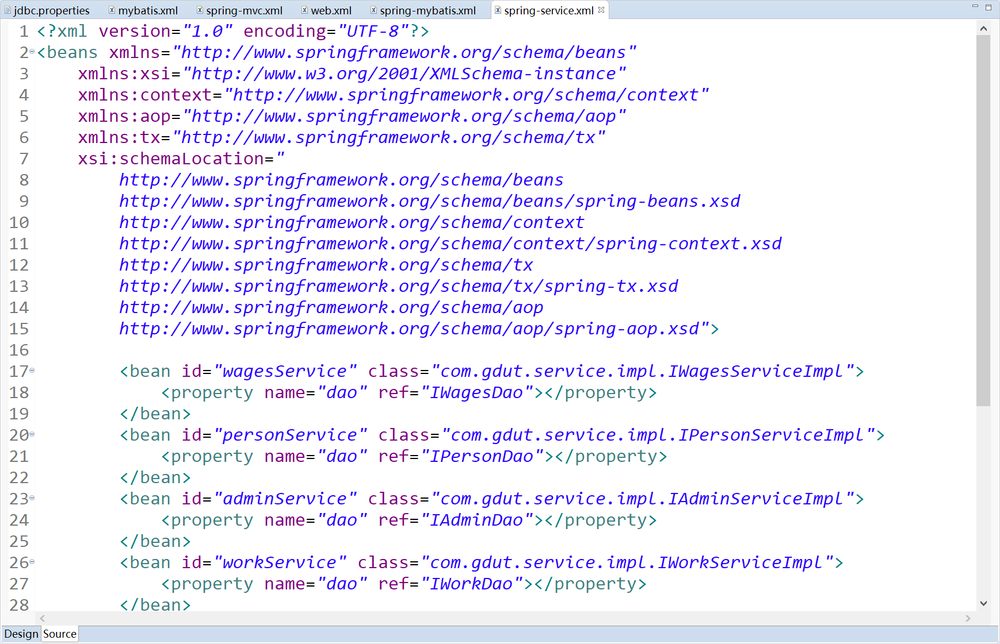 jdbc.properties mybatis.xml spring-mvc.xml web.xml spring-mybatis.xml spring-service.xml
1 <?xml version="1.0" encoding="UTF-8"?>
2 <beans xmlns="http://www.springframework.org/schema/beans"
3     xmlns:xsi="http://www.w3.org/2001/XMLSchema-instance"
4     xmlns:context="http://www.springframework.org/schema/context"
5     xmlns:aop="http://www.springframework.org/schema/aop"
6     xmlns:tx="http://www.springframework.org/schema/tx"
7     xsi:schemaLocation="
8         http://www.springframework.org/schema/beans
9         http://www.springframework.org/schema/beans/spring-beans.xsd
10         http://www.springframework.org/schema/context
11         http://www.springframework.org/schema/context/spring-context.xsd
12         http://www.springframework.org/schema/tx
13         http://www.springframework.org/schema/tx/spring-tx.xsd
14         http://www.springframework.org/schema/aop
15         http://www.springframework.org/schema/aop/spring-aop.xsd">
16
17         <bean id="wagesService" class="com.gdut.service.impl.IWagesServiceImpl">
18             <property name="dao" ref="IWagesDao"></property>
19         </bean>
20         <bean id="personService" class="com.gdut.service.impl.IPersonServiceImpl">
21             <property name="dao" ref="IPersonDao"></property>
22         </bean>
23         <bean id="adminService" class="com.gdut.service.impl.IAdminServiceImpl">
24             <property name="dao" ref="IAdminDao"></property>
25         </bean>
26         <bean id="workService" class="com.gdut.service.impl.IWorkServiceImpl">
27             <property name="dao" ref="IWorkDao"></property>
28         </bean>
Design Source